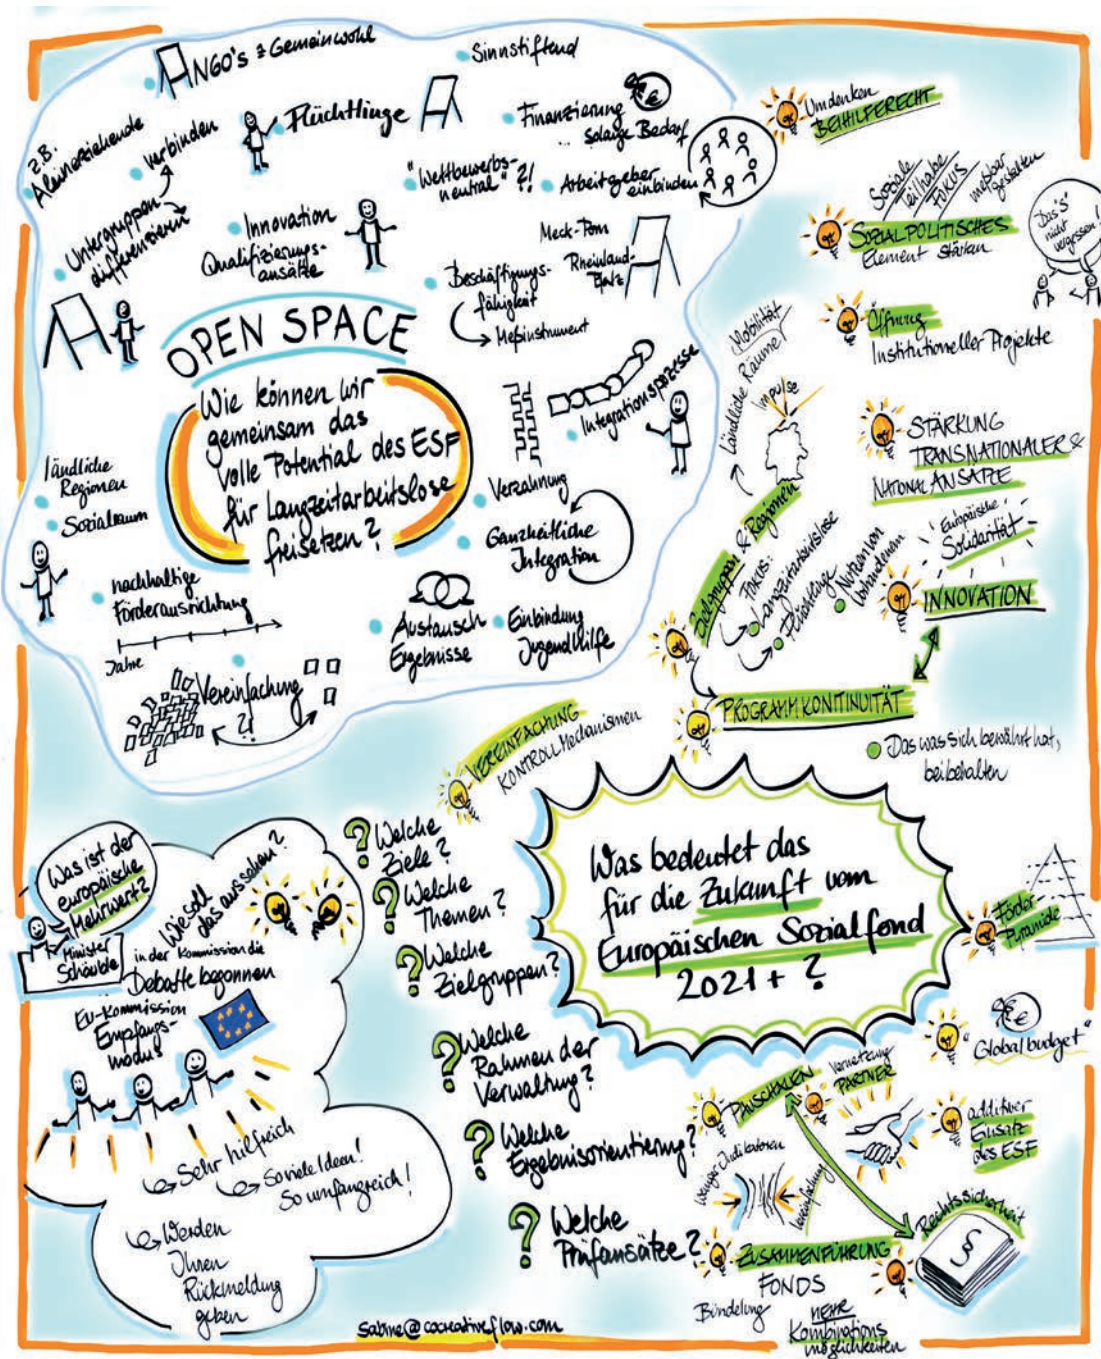 NGO's ≥ Gemeinwohl
Sinnstiftend
z.B.
Alleinerziehende
verbinden
Flüchtlinge
Finanzierung
... solange Bedarf
€
Untergruppen
differenzieren
"Wettbewerbs-
neutral" ?!
Arbeitgeber
einbinden
Innovation
Qualifizierungs-
ansätze
Meck-Pom
Rheinland-
Pfalz
Beschäftigungs-
fähigkeit
Meßinstrument
OPEN SPACE
Wie können wir
gemeinsam das
volle Potential des ESF
für Langzeitarbeitslose
freisetzen?
Integrationsprozesse
ländliche
Regionen
Sozialraum
Verzahnung
Ganzheitliche
Integration
nachhaltige
Förderausrichtung
Jahre
Austausch
Ergebnisse
Einbindung
Jugendhilfe
Vereinfachung
?!
Umdenken
BEIHILFERECHT
Soziale
Teilhabe
FOKUS
meßbar
gestalten
SOZIALPOLITISCHES
Element stärken
"Das 'S'
nicht
vergessen!
Öffnung
Institutioneller Projekte
Mobilität
Ländliche Räume
Impulse
STÄRKUNG
TRANSNATIONALER &
NATIONAL ANSÄTZE
Zielgruppen & Regionen
Fokus:
Langzeitarbeitslose
Flüchtlinge
Nutzen von
Vorhandenem
Europäische
Solidarität
INNOVATION
PROGRAMMKONTINUITÄT
Das was sich bewährt hat,
beibehalten
VEREINFACHUNG
KONTROLLMechanismen
? Welche
Ziele?
? Welche
Themen?
? Welche
Zielgruppen?
? Welche
Rahmen der
Verwaltung?
? Welche
Ergebnisorientierung?
? Welche
Prüfansätze?
Was bedeutet das
für die Zukunft vom
Europäischen Sozialfond
2021+ ?
Förder
Pyramide
€
"Globalbudget"
additiver
Einsatz
des ESF
PAUSCHALEN
Vernetzung
PARTNER
weniger Indikatoren
Vereinfachung
Rechtssicherheit
§
ZUSAMMENFÜHRUNG
FONDS
Bündelung
MEHR
Kombinations
möglichkeiten
Was ist der
europäische
Mehrwert?
Minister
Schäuble
Wie soll
das aussehen?
in der Kommission die
Debatte begonnen
EU-Kommission
Empfangs-
modus
Sehr hilfreich
So viele Ideen!
So umfangreich!
Werden
Ihnen
Rückmeldung
geben
sabine@cocreativeflow.com